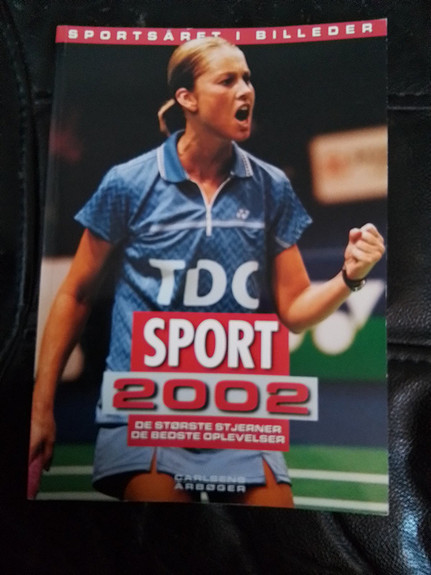 SPORTSÅRET I BILLEDER
TDC
SPORT
2002
DE STØRSTE STJERNER
DE BEDSTE OPLEVELSER
CARLSENS
ÅRBØGER